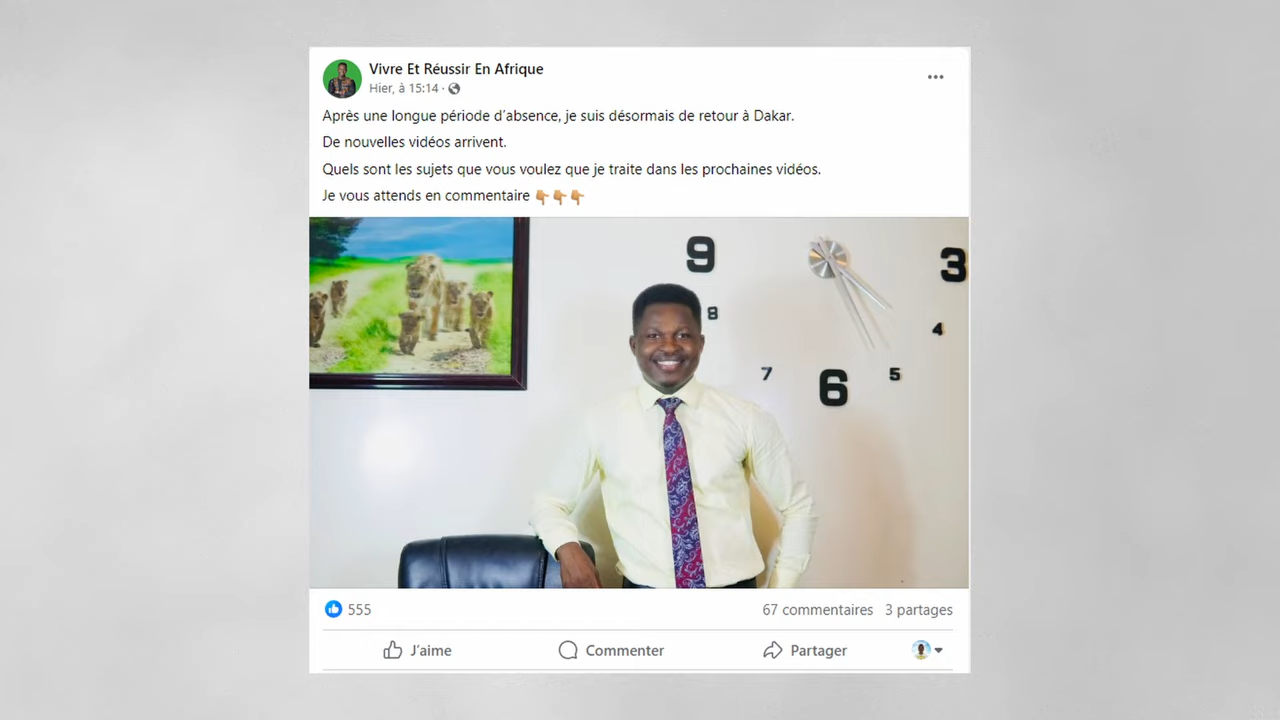 Vivre Et Réussir En Afrique
Hier, à 15:14 ·
Après une longue période d’absence, je suis désormais de retour à Dakar.
De nouvelles vidéos arrivent.
Quels sont les sujets que vous voulez que je traite dans les prochaines vidéos.
Je vous attends en commentaire 👇🏽👇🏽👇🏽
9
3
8
4
7
6
5
555
67 commentaires 3 partages
J’aime Commenter Partager